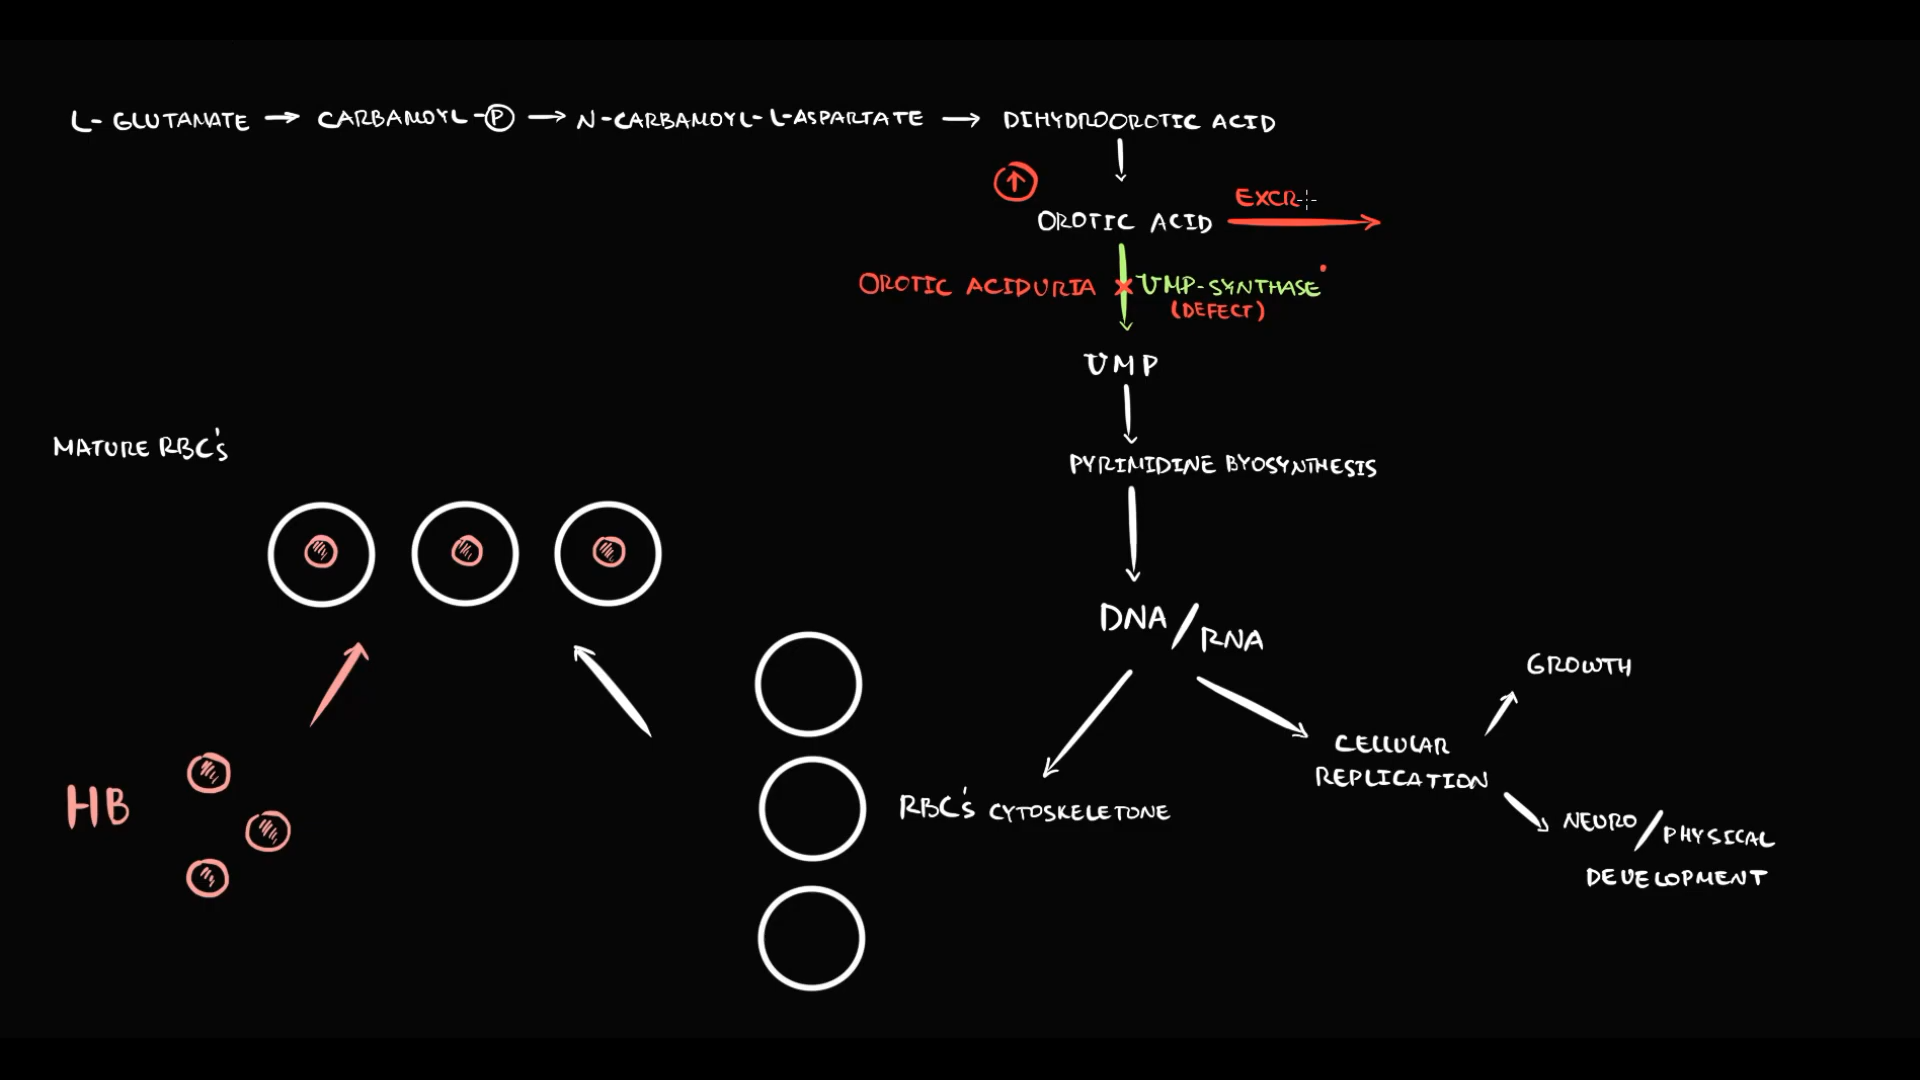 L- GLUTAMATE → CARBAMOYL-Ⓟ → N-CARBAMOYL-L-ASPARTATE → DIHYDROOROTIC ACID
↑
EXCR
OROTIC ACID
OROTIC ACIDURIA X UMP-SYNTHASE
(DEFECT)
UMP
MATURE RBC's
PYRIMIDINE BYOSYNTHESIS
DNA/RNA
GROWTH
CELLULAR
REPLICATION
HB
RBC's CYTOSKELETONE
NEURO/PHYSICAL
DEVELOPMENT